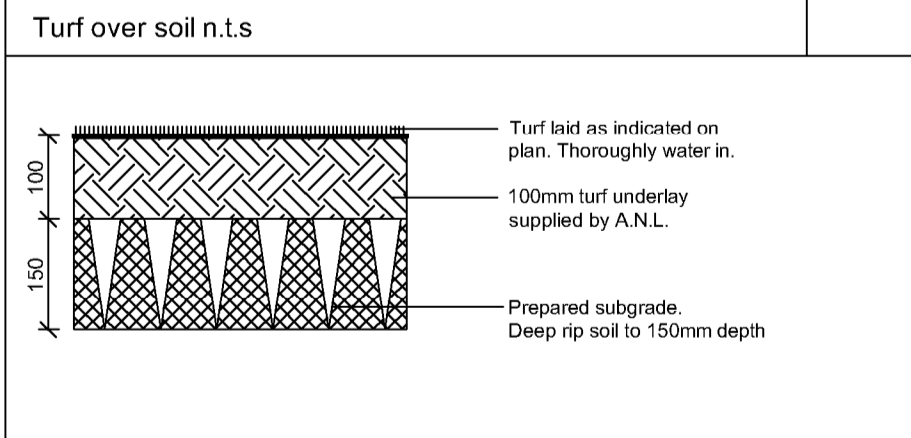 Turf over soil n.t.s
Turf laid as indicated on
plan. Thoroughly water in.
100
100mm turf underlay
supplied by A.N.L.
150
Prepared subgrade.
Deep rip soil to 150mm depth